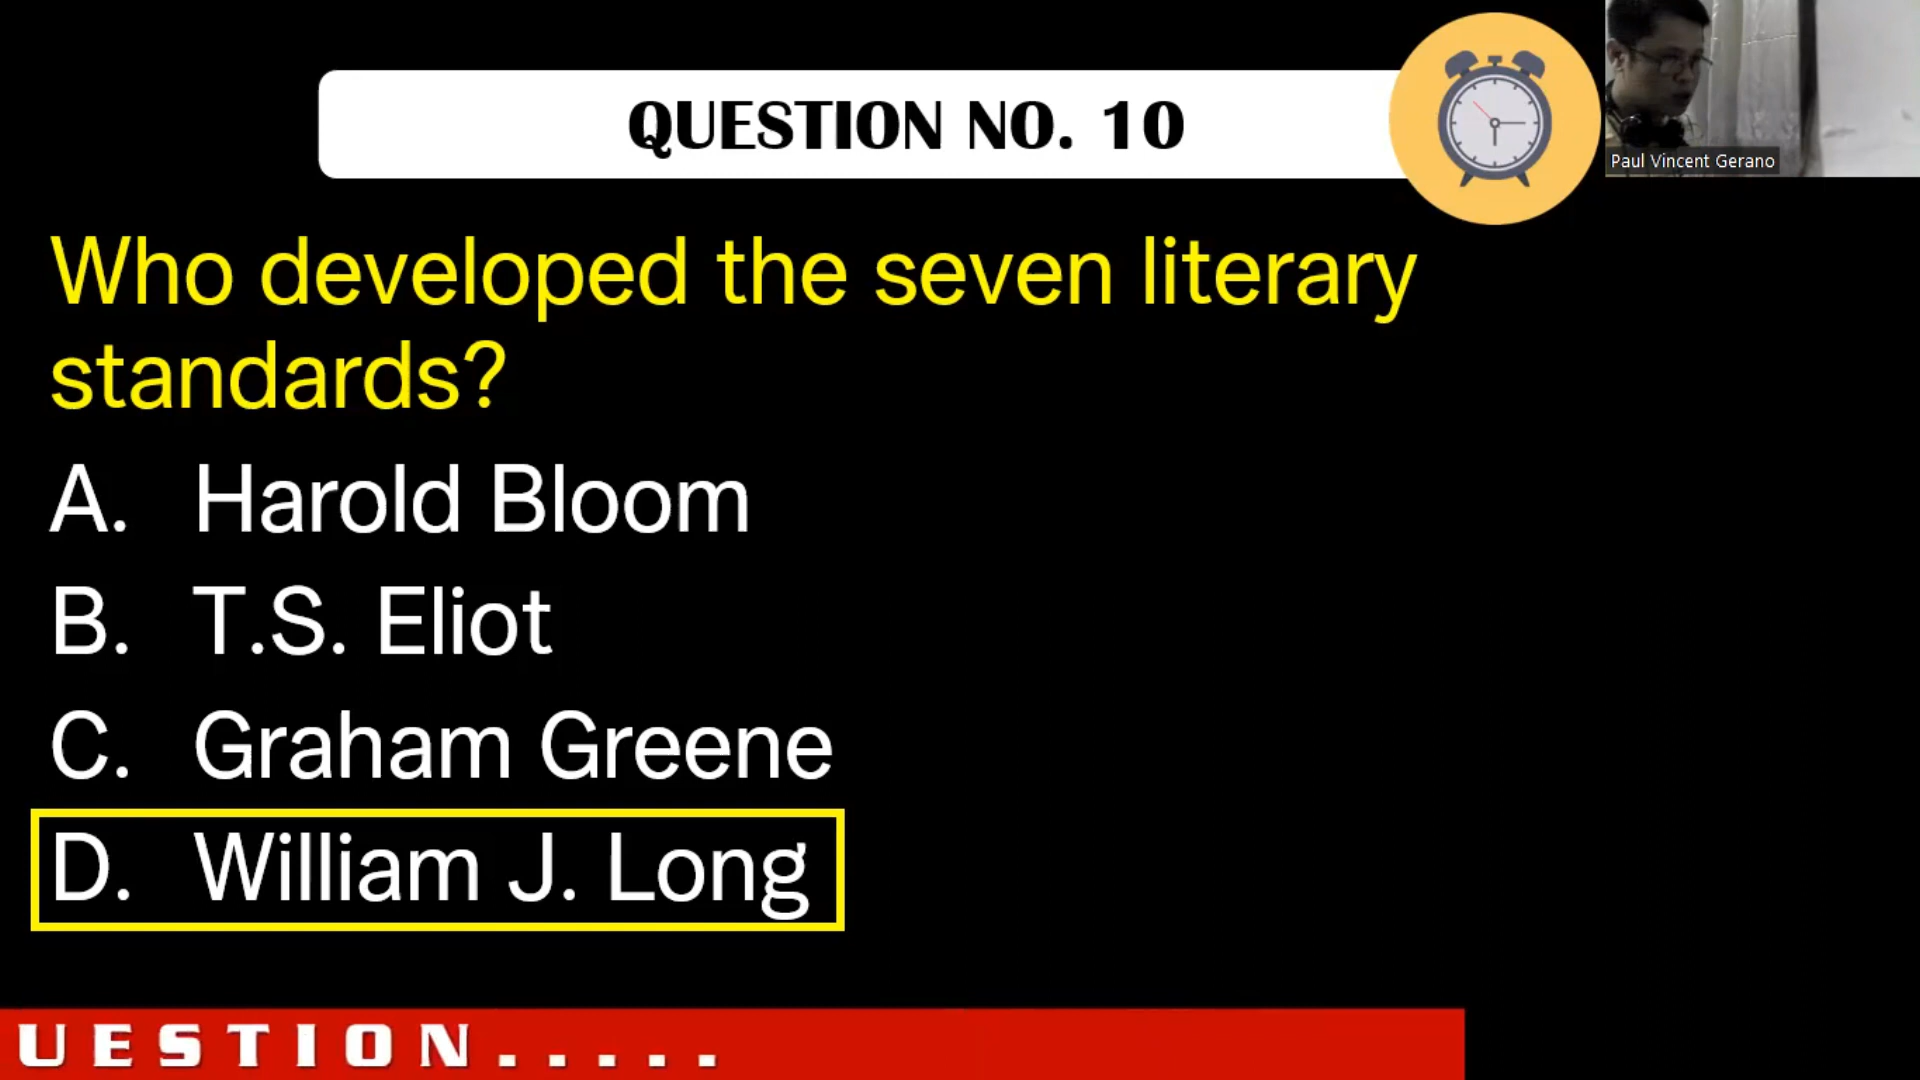 QUESTION NO. 10
Paul Vincent Gerano
Who developed the seven literary
standards?
A. Harold Bloom
B. T.S. Eliot
C. Graham Greene
D. William J. Long
UESTION.....